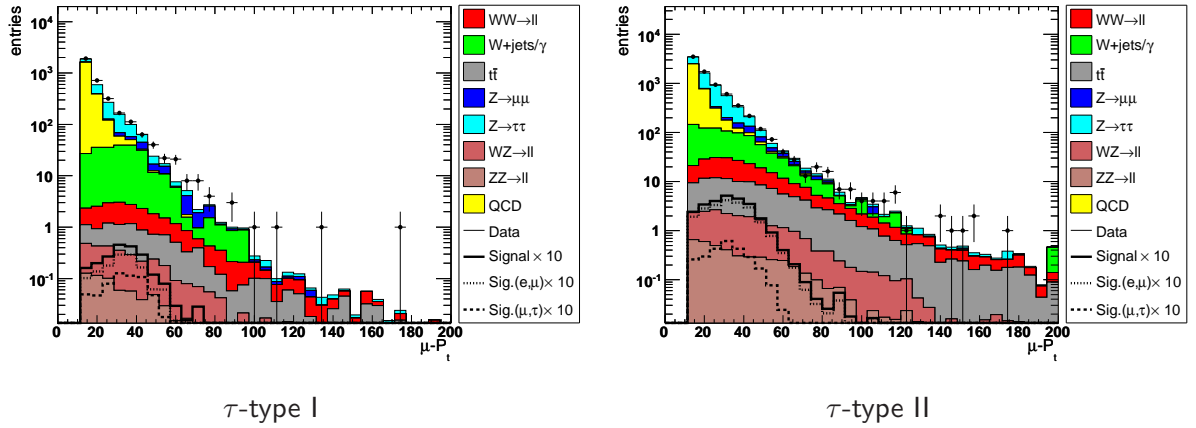 entries
10⁴
10³
10²
10
1
10⁻¹
0 20 40 60 80 100 120 140 160 180 200
μ-Pₜ
WW→ll
W+jets/γ
tt̄
Z→μμ
Z→ττ
WZ→ll
ZZ→ll
QCD
Data
Signal × 10
Sig.(e,μ)× 10
Sig.(μ,τ)× 10
τ-type I
entries
10⁴
10³
10²
10
1
10⁻¹
0 20 40 60 80 100 120 140 160 180 200
μ-Pₜ
WW→ll
W+jets/γ
tt̄
Z→μμ
Z→ττ
WZ→ll
ZZ→ll
QCD
Data
Signal × 10
Sig.(e,μ)× 10
Sig.(μ,τ)× 10
τ-type II